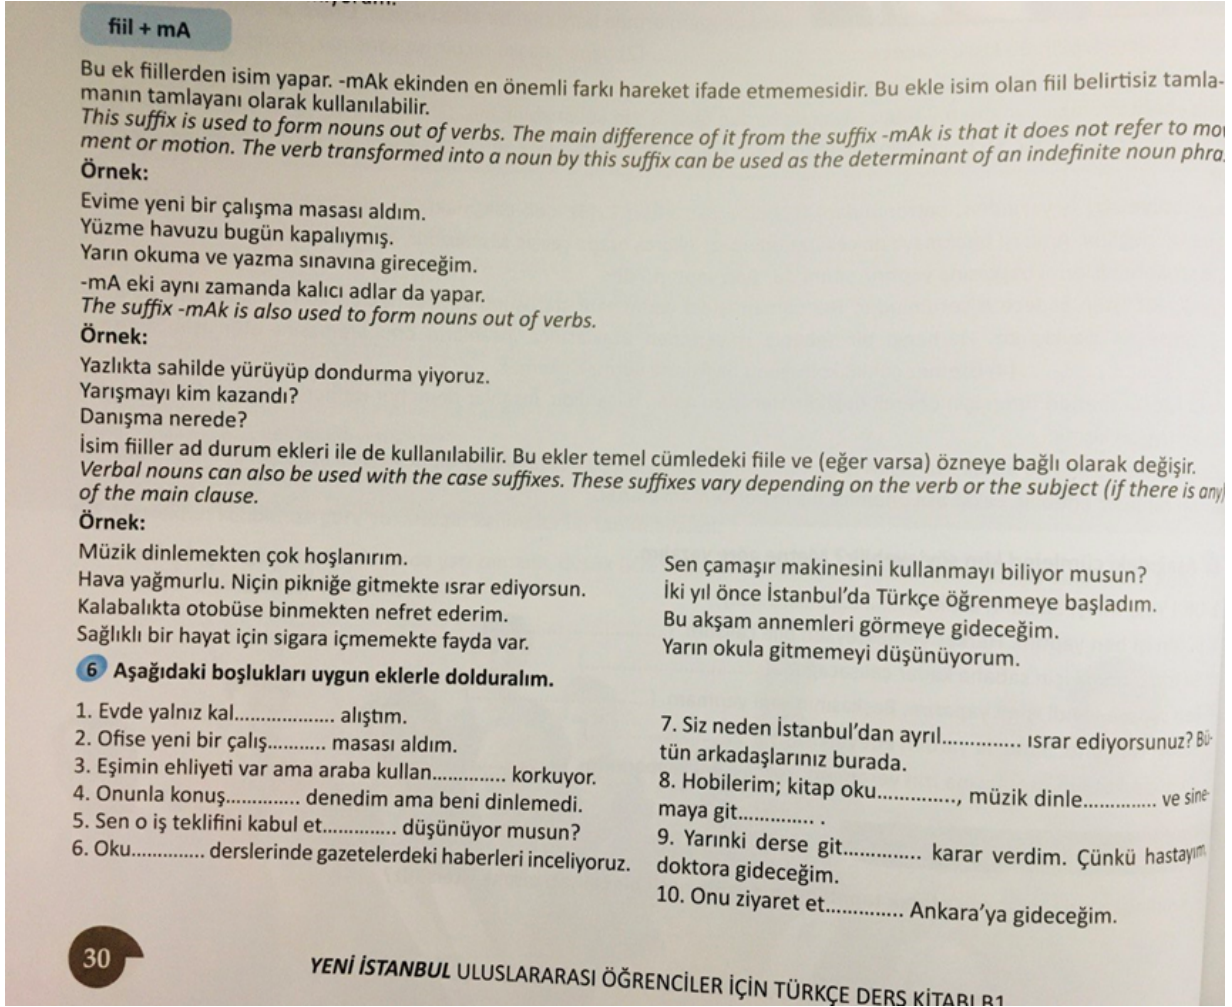 fiil + mA
Bu ek fiillerden isim yapar. -mAk ekinden en önemli farkı hareket ifade etmemesidir. Bu ekle isim olan fiil belirtisiz tamla-
manın tamlayanı olarak kullanılabilir.
This suffix is used to form nouns out of verbs. The main difference of it from the suffix -mAk is that it does not refer to mo
ment or motion. The verb transformed into a noun by this suffix can be used as the determinant of an indefinite noun phra
Örnek:
Evime yeni bir çalışma masası aldım.
Yüzme havuzu bugün kapalıymış.
Yarın okuma ve yazma sınavına gireceğim.
-mA eki aynı zamanda kalıcı adlar da yapar.
The suffix -mAk is also used to form nouns out of verbs.
Örnek:
Yazlıkta sahilde yürüyüp dondurma yiyoruz.
Yarışmayı kim kazandı?
Danışma nerede?
İsim fiiller ad durum ekleri ile de kullanılabilir. Bu ekler temel cümledeki fiile ve (eğer varsa) özneye bağlı olarak değişir.
Verbal nouns can also be used with the case suffixes. These suffixes vary depending on the verb or the subject (if there is any)
of the main clause.
Örnek:
Müzik dinlemekten çok hoşlanırım.
Hava yağmurlu. Niçin pikniğe gitmekte ısrar ediyorsun.
Kalabalıkta otobüse binmekten nefret ederim.
Sağlıklı bir hayat için sigara içmemekte fayda var.
Sen çamaşır makinesini kullanmayı biliyor musun?
İki yıl önce İstanbul'da Türkçe öğrenmeye başladım.
Bu akşam annemleri görmeye gideceğim.
Yarın okula gitmemeyi düşünüyorum.
6 Aşağıdaki boşlukları uygun eklerle dolduralım.
1. Evde yalnız kal................... alıştım.
2. Ofise yeni bir çalış........... masası aldım.
3. Eşimin ehliyeti var ama araba kullan.............. korkuyor.
4. Onunla konuş.............. denedim ama beni dinlemedi.
5. Sen o iş teklifini kabul et.............. düşünüyor musun?
6. Oku.............. derslerinde gazetelerdeki haberleri inceliyoruz.
7. Siz neden İstanbul'dan ayrıl............... ısrar ediyorsunuz? Bü-
tün arkadaşlarınız burada.
8. Hobilerim; kitap oku..............., müzik dinle.............. ve sine-
maya git.............. .
9. Yarınki derse git............... karar verdim. Çünkü hastayım
doktora gideceğim.
10. Onu ziyaret et............... Ankara'ya gideceğim.
30
YENİ İSTANBUL ULUSLARARASI ÖĞRENCİLER İÇİN TÜRKÇE DERS KİTABI B1